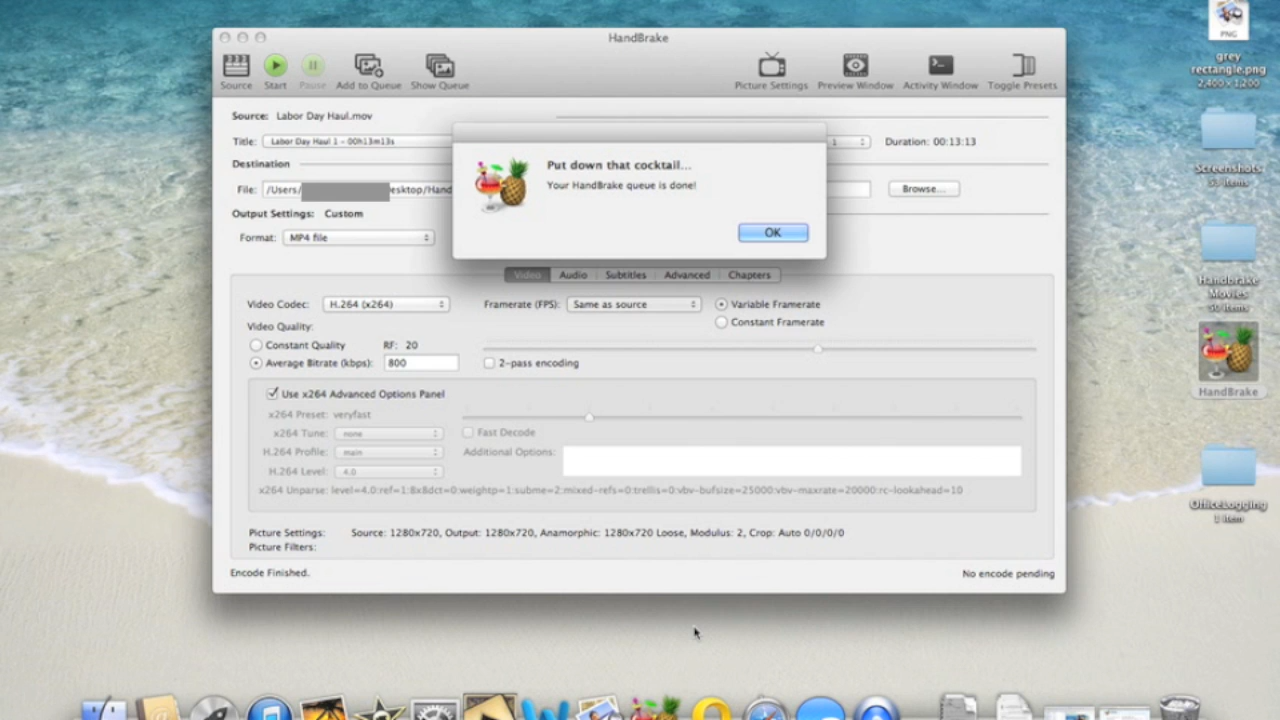 HandBrake
Source Start Pause Add to Queue Show Queue Picture Settings Preview Window Activity Window Toggle Presets
Source: Labor Day Haul.mov
Title: Labor Day Haul 1 - 00h13m13s 1 Duration: 00:13:13
Destination
File: /Users/ esktop/Hand Browse...
Output Settings: Custom
Format: MP4 file
Put down that cocktail...
Your HandBrake queue is done!
OK
Video Audio Subtitles Advanced Chapters
Video Codec: H.264 (x264) Framerate (FPS): Same as source Variable Framerate
Constant Framerate
Video Quality:
Constant Quality RF: 20
Average Bitrate (kbps): 800 2-pass encoding
Use x264 Advanced Options Panel
x264 Preset: veryfast
x264 Tune: none Fast Decode
H.264 Profile: main Additional Options:
H.264 Level: 4.0
x264 Unparse: level=4.0:ref=1:8x8dct=0:weightp=1:subme=2:mixed-refs=0:trellis=0:vbv-bufsize=25000:vbv-maxrate=20000:rc-lookahead=10
Picture Settings: Source: 1280x720, Output: 1280x720, Anamorphic: 1280x720 Loose, Modulus: 2, Crop: Auto 0/0/0/0
Picture Filters:
Encode Finished. No encode pending
PNG
grey
rectangle.png
2,400 × 1,200
Screenshots
53 items
Handbrake
Movies
50 items
HandBrake
OfficeLogging
1 item